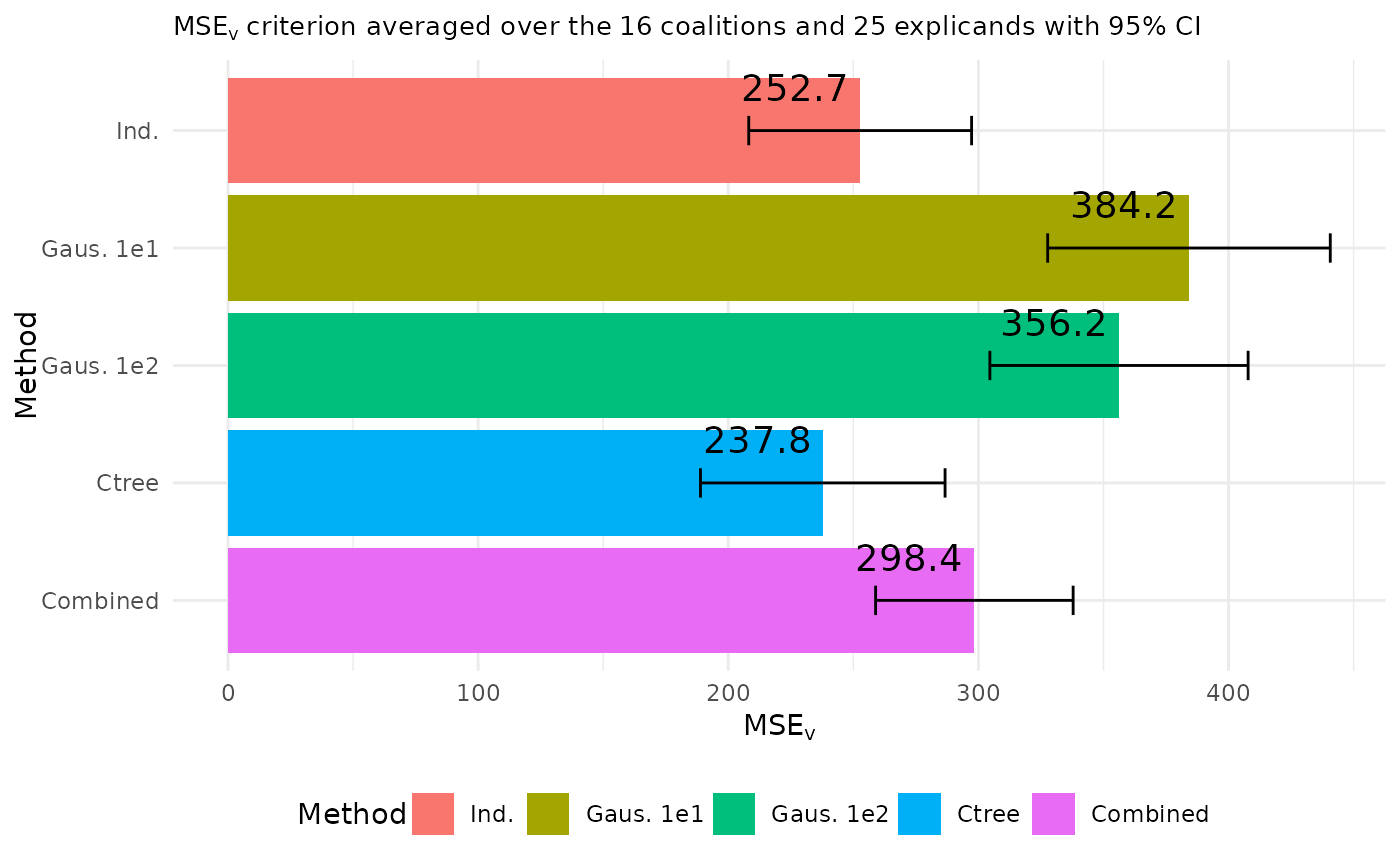 MSEv criterion averaged over the 16 coalitions and 25 explicands with 95% CI
Method
Ind.
252.7
Gaus. 1e1
384.2
Gaus. 1e2
356.2
Ctree
237.8
Combined
298.4
0 100 200 300 400
MSEv
Method Ind. Gaus. 1e1 Gaus. 1e2 Ctree Combined